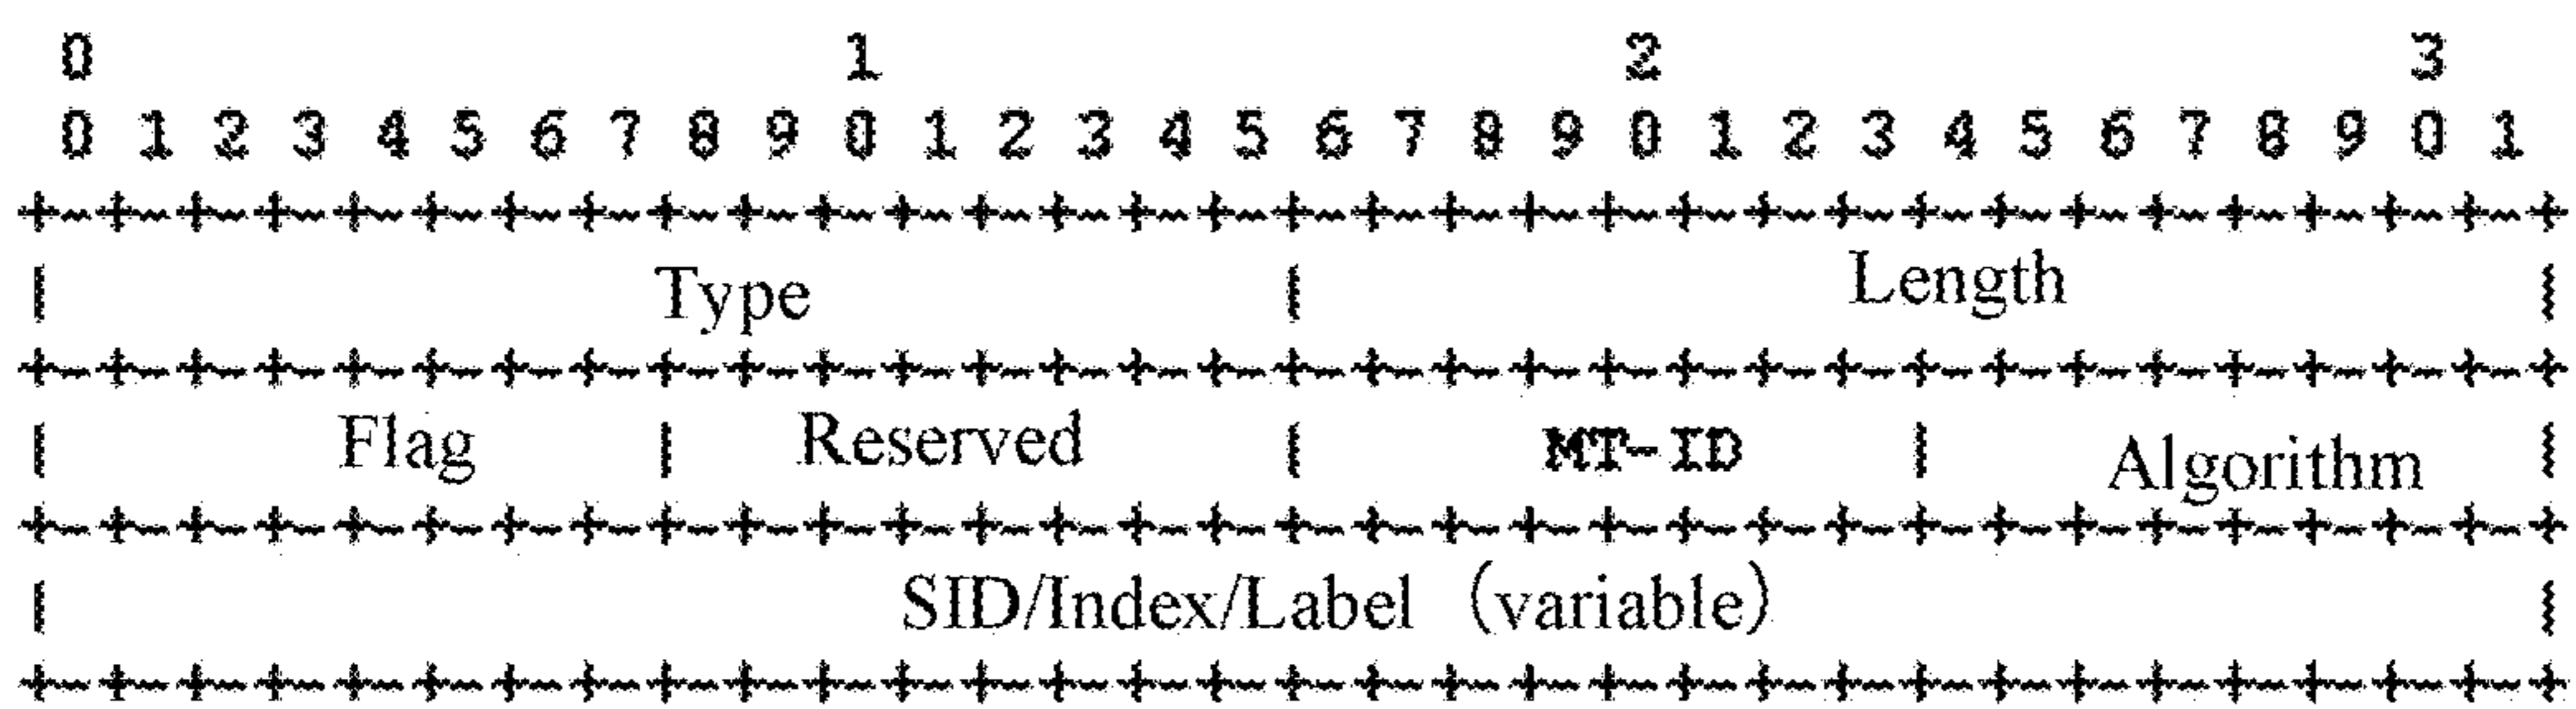 0 1 2 3
0 1 2 3 4 5 6 7 8 9 0 1 2 3 4 5 6 7 8 9 0 1 2 3 4 5 6 7 8 9 0 1
+-+-+-+-+-+-+-+-+-+-+-+-+-+-+-+-+-+-+-+-+-+-+-+-+-+-+-+-+-+-+-+-+
| Type | Length |
+-+-+-+-+-+-+-+-+-+-+-+-+-+-+-+-+-+-+-+-+-+-+-+-+-+-+-+-+-+-+-+-+
| Flag | Reserved | MT-ID | Algorithm |
+-+-+-+-+-+-+-+-+-+-+-+-+-+-+-+-+-+-+-+-+-+-+-+-+-+-+-+-+-+-+-+-+
| SID/Index/Label (variable) |
+-+-+-+-+-+-+-+-+-+-+-+-+-+-+-+-+-+-+-+-+-+-+-+-+-+-+-+-+-+-+-+-+